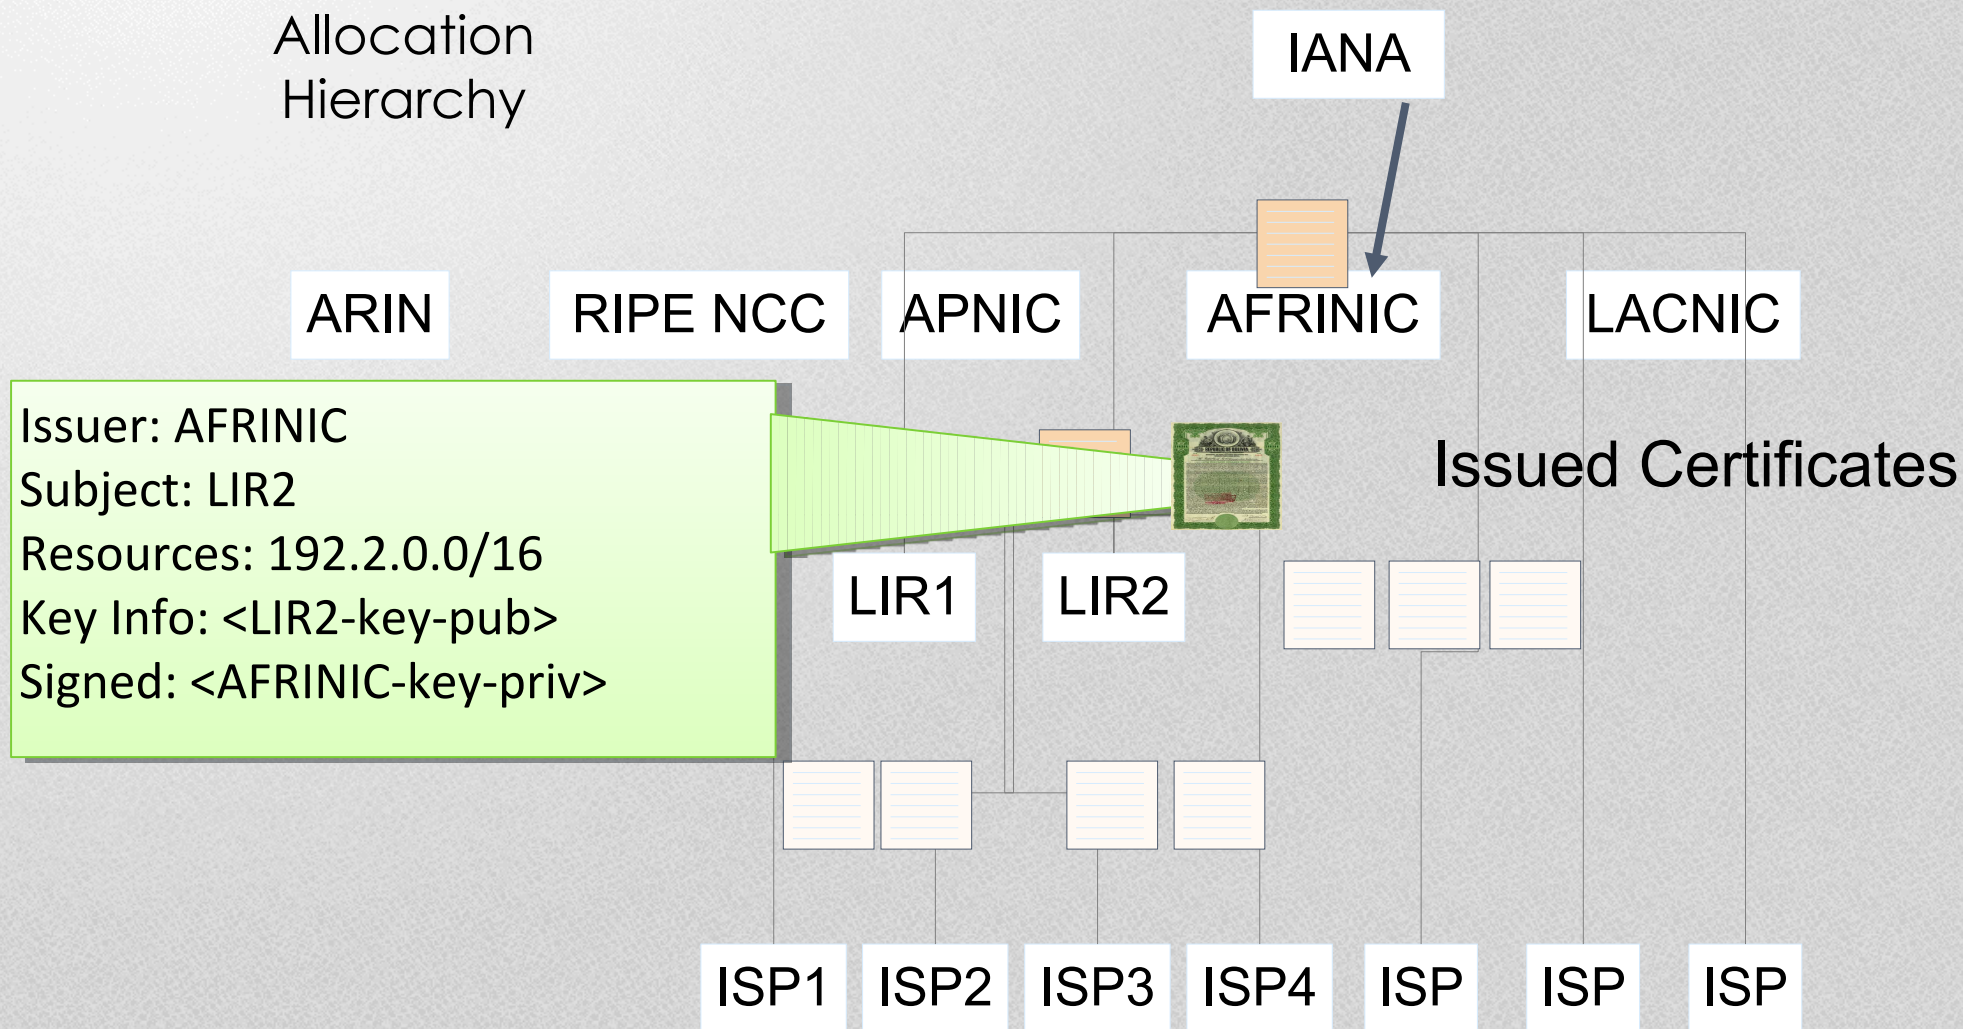 Allocation
Hierarchy
IANA
ARIN
RIPE NCC
APNIC
AFRINIC
LACNIC
Issuer: AFRINIC
Subject: LIR2
Resources: 192.2.0.0/16
Key Info: <LIR2-key-pub>
Signed: <AFRINIC-key-priv>
Issued Certificates
LIR1
LIR2
ISP1
ISP2
ISP3
ISP4
ISP
ISP
ISP